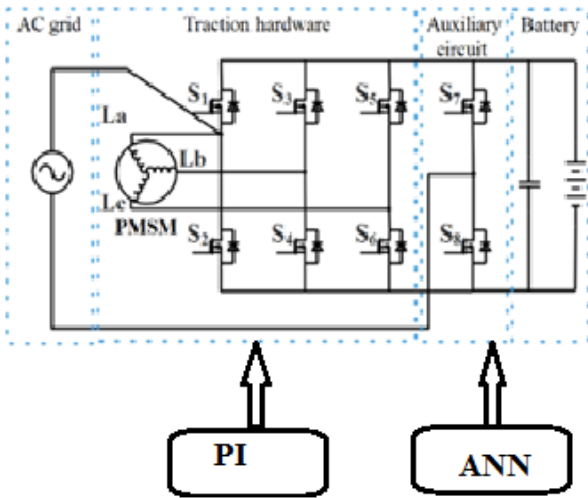 AC grid
Traction hardware
Auxiliary
circuit
Battery
S1
S3
S5
S7
La
Lb
Lc
PMSM
S2
S4
S6
S8
PI
ANN